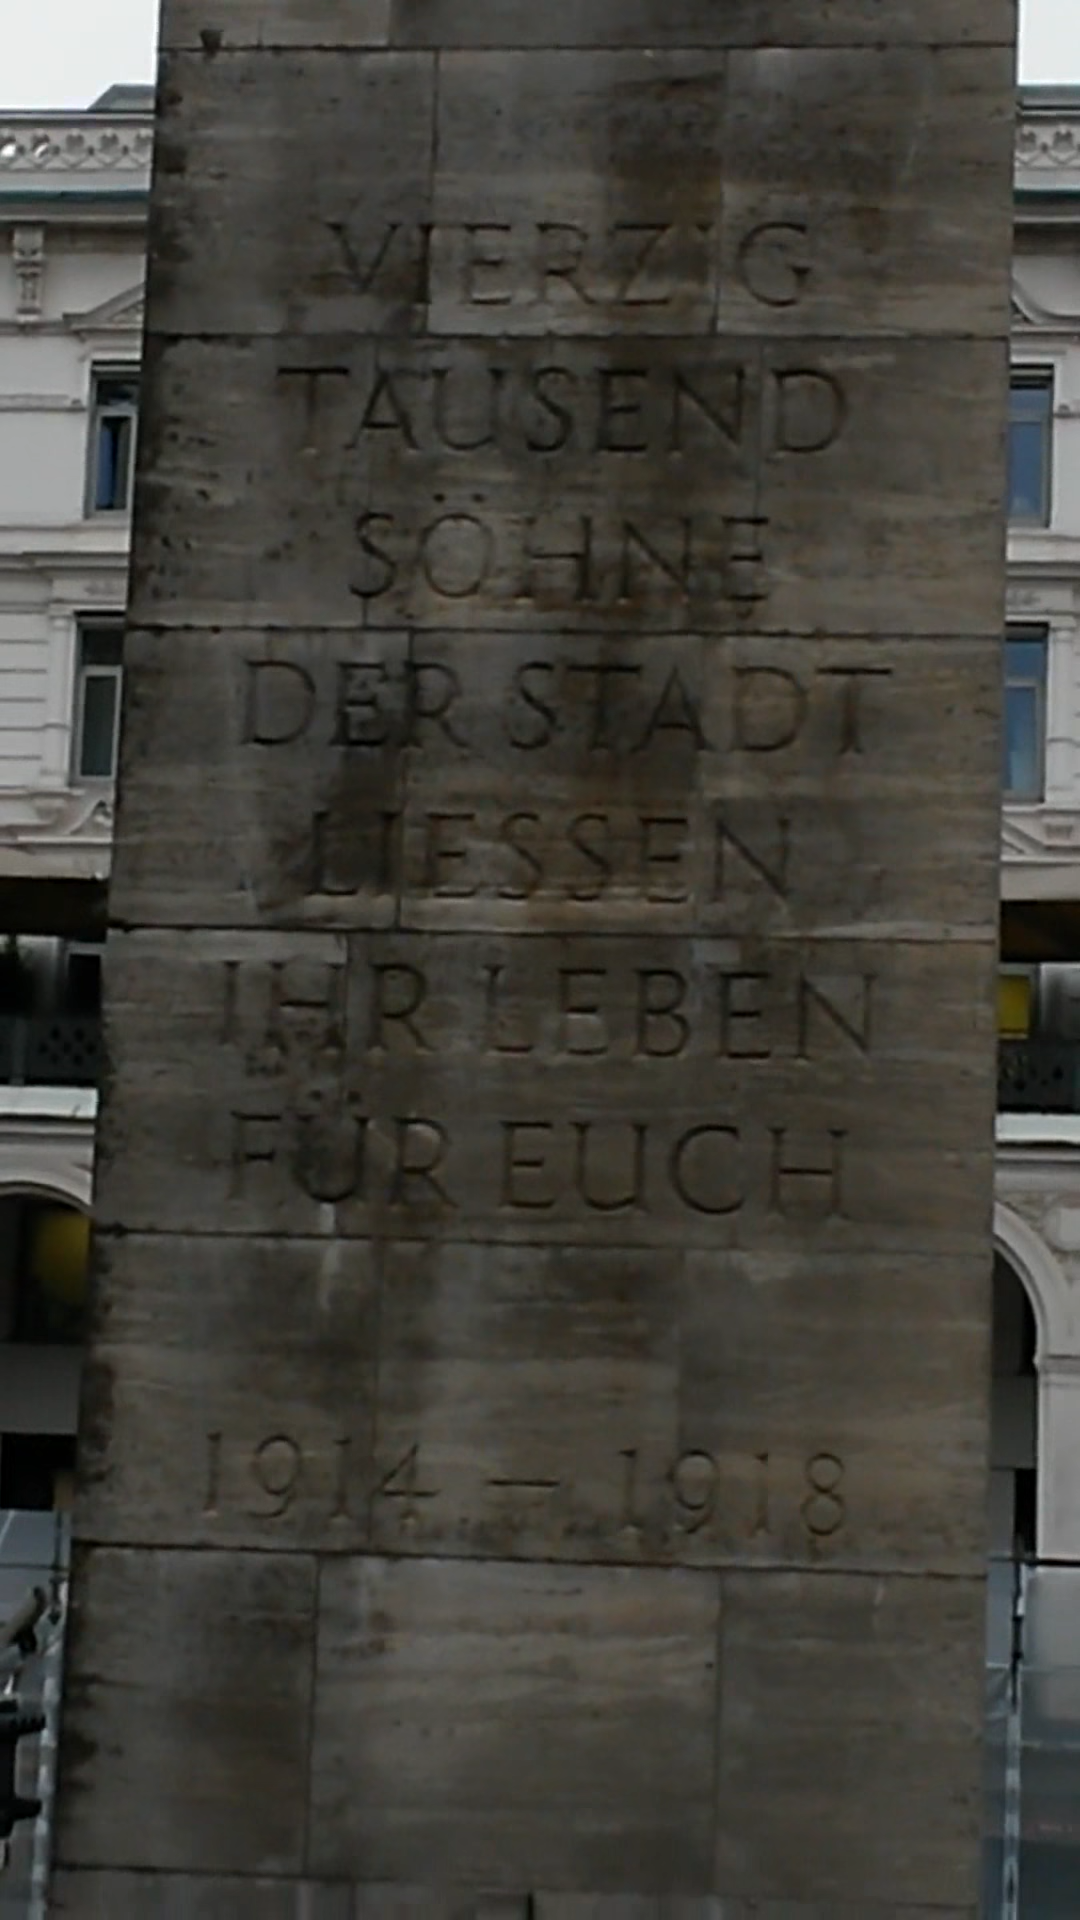 VIERZIG
TAUSEND
SÖHNE
DER STADT
LIESSEN
IHR LEBEN
FÜR EUCH
1914 – 1918